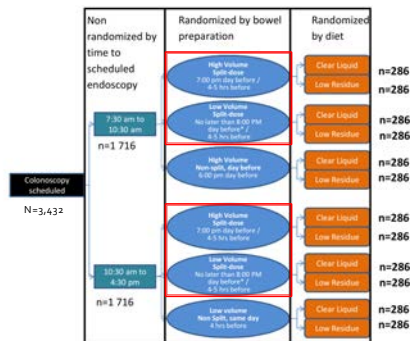 Non
randomized by
time to
scheduled
endoscopy
Randomized by bowel
preparation
Randomized
by diet
Colonoscopy
scheduled
N=3,432
7:30 am to
10:30 am
n=1 716
High Volume
Split-dose
7:00 pm day before /
4-5 hrs before
Clear Liquid
n=286
Low Residue
n=286
Low Volume
Split-dose
No later than 8:00 PM
day before* /
4-5 hrs before
Clear Liquid
n=286
Low Residue
n=286
High Volume
Non split, day before
6:00 pm day before
Clear Liquid
n=286
Low Residue
n=286
10:30 am to
4:30 pm
n=1 716
High Volume
Split-dose
7:00 pm day before /
4-5 hrs before
Clear Liquid
n=286
Low Residue
n=286
Low Volume
Split-dose
No later than 8:00 PM
day before* /
4-5 hrs before
Clear Liquid
n=286
Low Residue
n=286
Low volume
Non Split, same day
4 hrs before
Clear Liquid
n=286
Low Residue
n=286